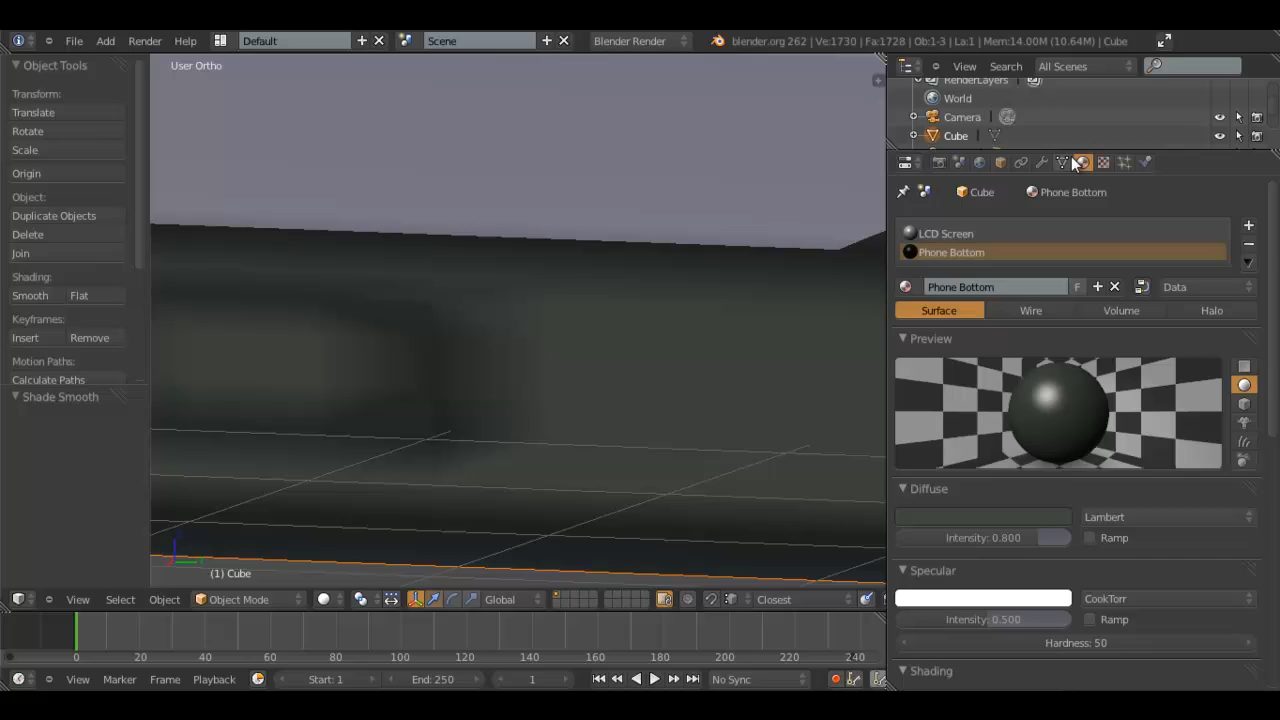 File Add Render Help Default Scene Blender Render blender.org 262 | Ve:1730 | Fa:1728 | Ob:1-3 | La:1 | Mem:14.00M (10.64M) | Cube
Object Tools
Transform:
Translate
Rotate
Scale
Origin
Object:
Duplicate Objects
Delete
Join
Shading:
Smooth Flat
Keyframes:
Insert Remove
Motion Paths:
Calculate Paths
Shade Smooth
User Ortho
(1) Cube
View Select Object Object Mode Global Closest
0 20 40 60 80 100 120 140 160 180 200 220 240
View Marker Frame Playback Start: 1 End: 250 1 No Sync
View Search All Scenes
RenderLayers
World
Camera
Cube
Cube Phone Bottom
LCD Screen
Phone Bottom
Phone Bottom F Data
Surface Wire Volume Halo
Preview
Diffuse
Lambert
Intensity: 0.800 Ramp
Specular
CookTorr
Intensity: 0.500 Ramp
Hardness: 50
Shading